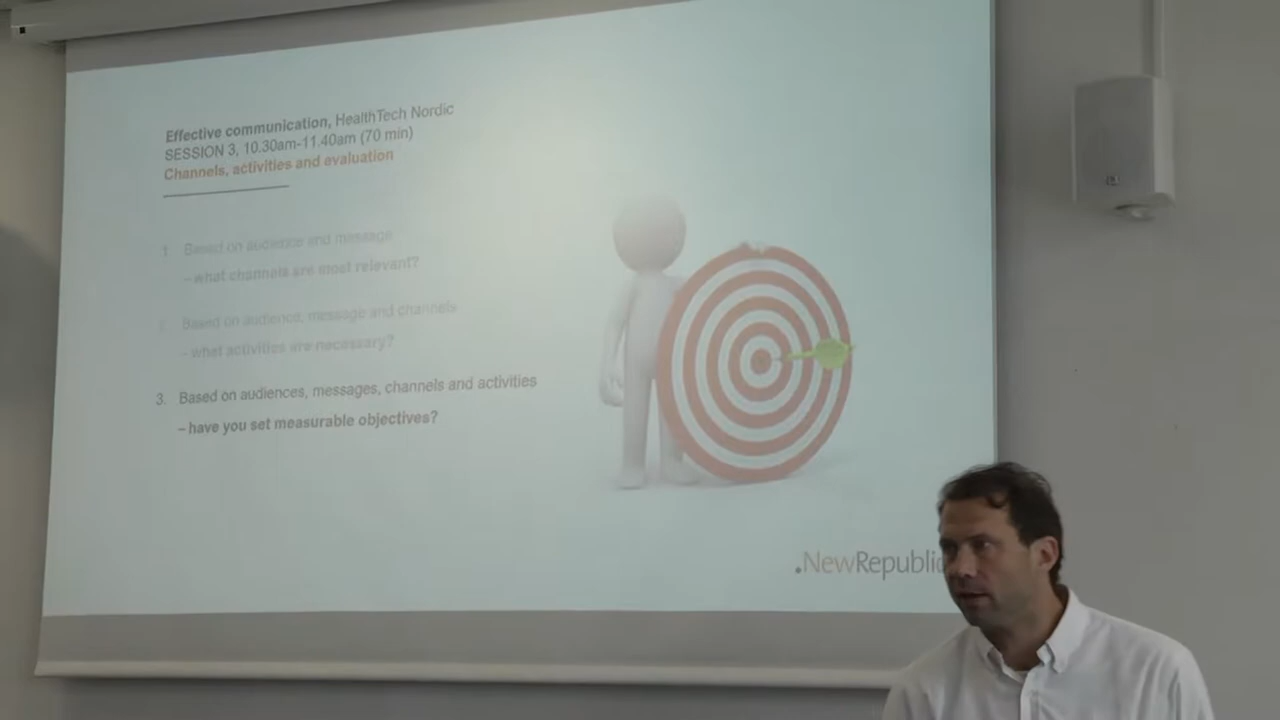 Effective communication, HealthTech Nordic
SESSION 3, 10.30am-11.40am (70 min)
Channels, activities and evaluation
1. Based on audience and message
– what channels are most relevant?
2. Based on audience, message and channels
- what activities are necessary?
3. Based on audiences, messages, channels and activities
– have you set measurable objectives?
.NewRepublic